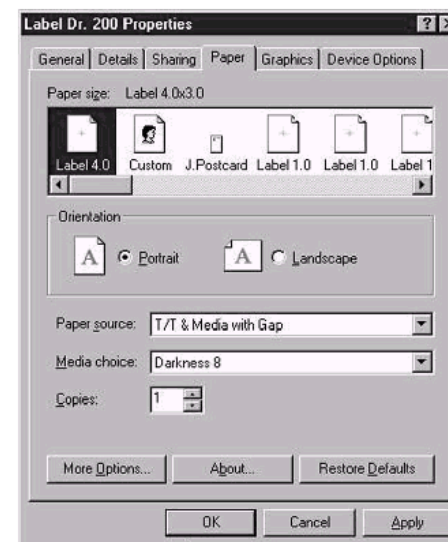 Label Dr. 200 Properties
General Details Sharing Paper Graphics Device Options
Paper size: Label 4.0x3.0
Label 4.0 Custom J.Postcard Label 1.0 Label 1.0 Label 1
Orientation
A Portrait A Landscape
Paper source: T/T & Media with Gap
Media choice: Darkness 8
Copies: 1
More Options... About... Restore Defaults
OK Cancel Apply